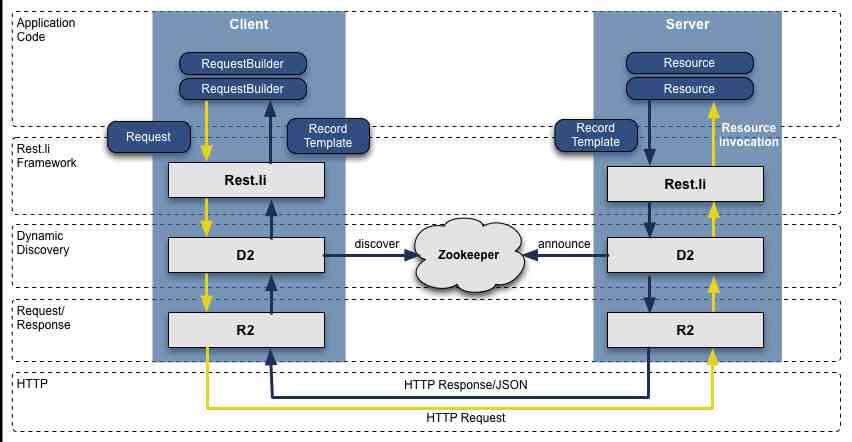 Application
Code
Client
Server
RequestBuilder
RequestBuilder
Resource
Resource
Request
Record
Template
Record
Template
Resource
invocation
Rest.li
Framework
Rest.li
Rest.li
Dynamic
Discovery
D2
discover
Zookeeper
announce
D2
Request/
Response
R2
R2
HTTP
HTTP Response/JSON
HTTP Request